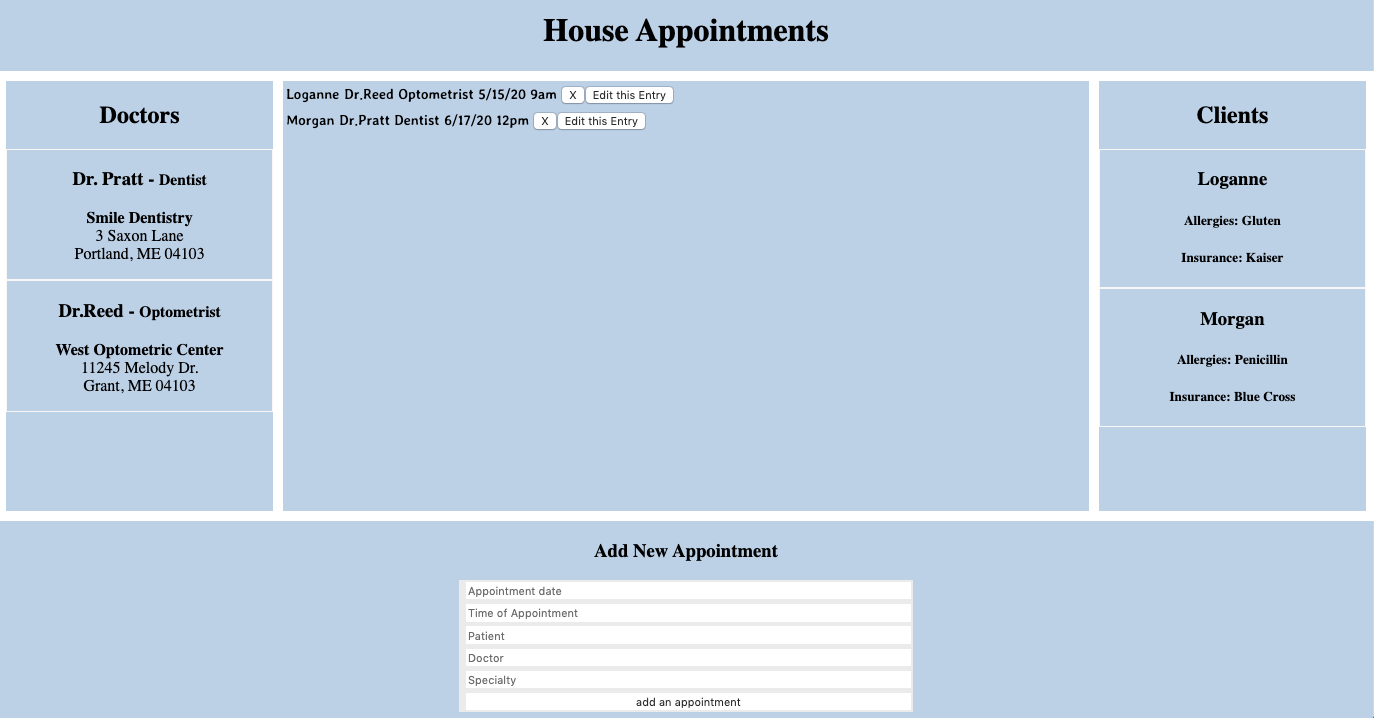 House Appointments
Doctors
Dr. Pratt - Dentist
Smile Dentistry
3 Saxon Lane
Portland, ME 04103
Dr.Reed - Optometrist
West Optometric Center
11245 Melody Dr.
Grant, ME 04103
Loganne Dr.Reed Optometrist 5/15/20 9am X Edit this Entry
Morgan Dr.Pratt Dentist 6/17/20 12pm X Edit this Entry
Clients
Loganne
Allergies: Gluten
Insurance: Kaiser
Morgan
Allergies: Penicillin
Insurance: Blue Cross
Add New Appointment
Appointment date
Time of Appointment
Patient
Doctor
Specialty
add an appointment